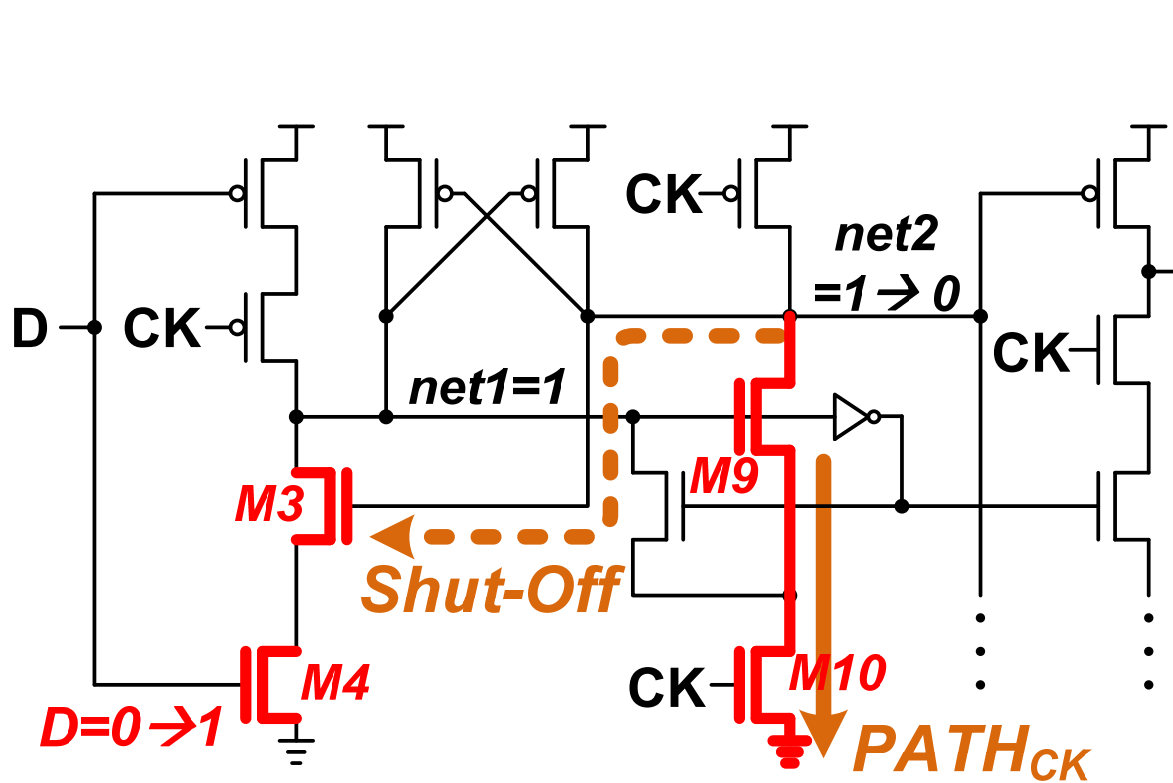 CK
net2
=1→0
D
CK
CK
net1=1
M9
M3
Shut-Off
M4
CK
M10
D=0→1
PATHCK